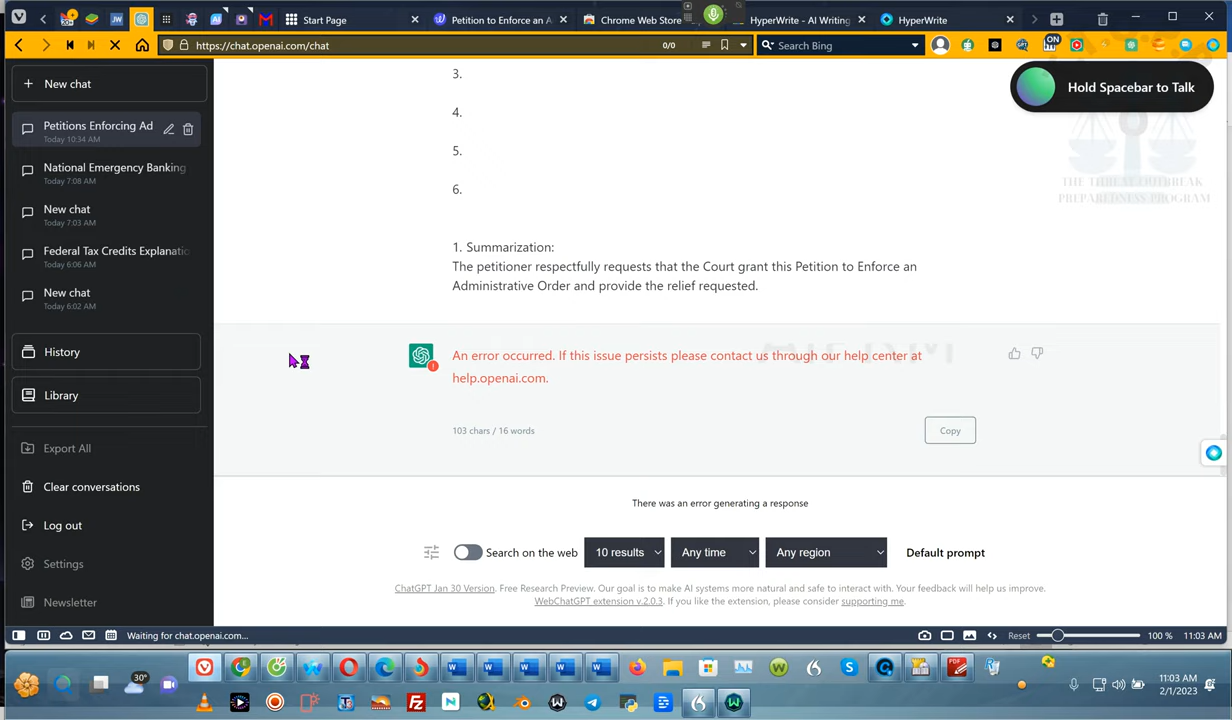 Start Page
Petition to Enforce an A
Chrome Web Store
HyperWrite - AI Writing
HyperWrite
https://chat.openai.com/chat
0/0
Search Bing
ON
New chat
Petitions Enforcing Ad
Today 10:34 AM
National Emergency Banking
Today 7:08 AM
New chat
Today 7:03 AM
Federal Tax Credits Explanatio
Today 6:06 AM
New chat
Today 6:02 AM
History
Library
Export All
Clear conversations
Log out
Settings
Newsletter
Hold Spacebar to Talk
THE THREAT OUTBREAK
PREPAREDNESS PROGRAM
3.
4.
5.
6.
1. Summarization:
The petitioner respectfully requests that the Court grant this Petition to Enforce an
Administrative Order and provide the relief requested.
An error occurred. If this issue persists please contact us through our help center at
help.openai.com.
103 chars / 16 words
Copy
There was an error generating a response
Search on the web
10 results
Any time
Any region
Default prompt
ChatGPT Jan 30 Version. Free Research Preview. Our goal is to make AI systems more natural and safe to interact with. Your feedback will help us improve.
WebChatGPT extension v.2.0.3. If you like the extension, please consider supporting me.
Waiting for chat.openai.com...
Reset
100 %
11:03 AM
30°
11:03 AM
2/1/2023